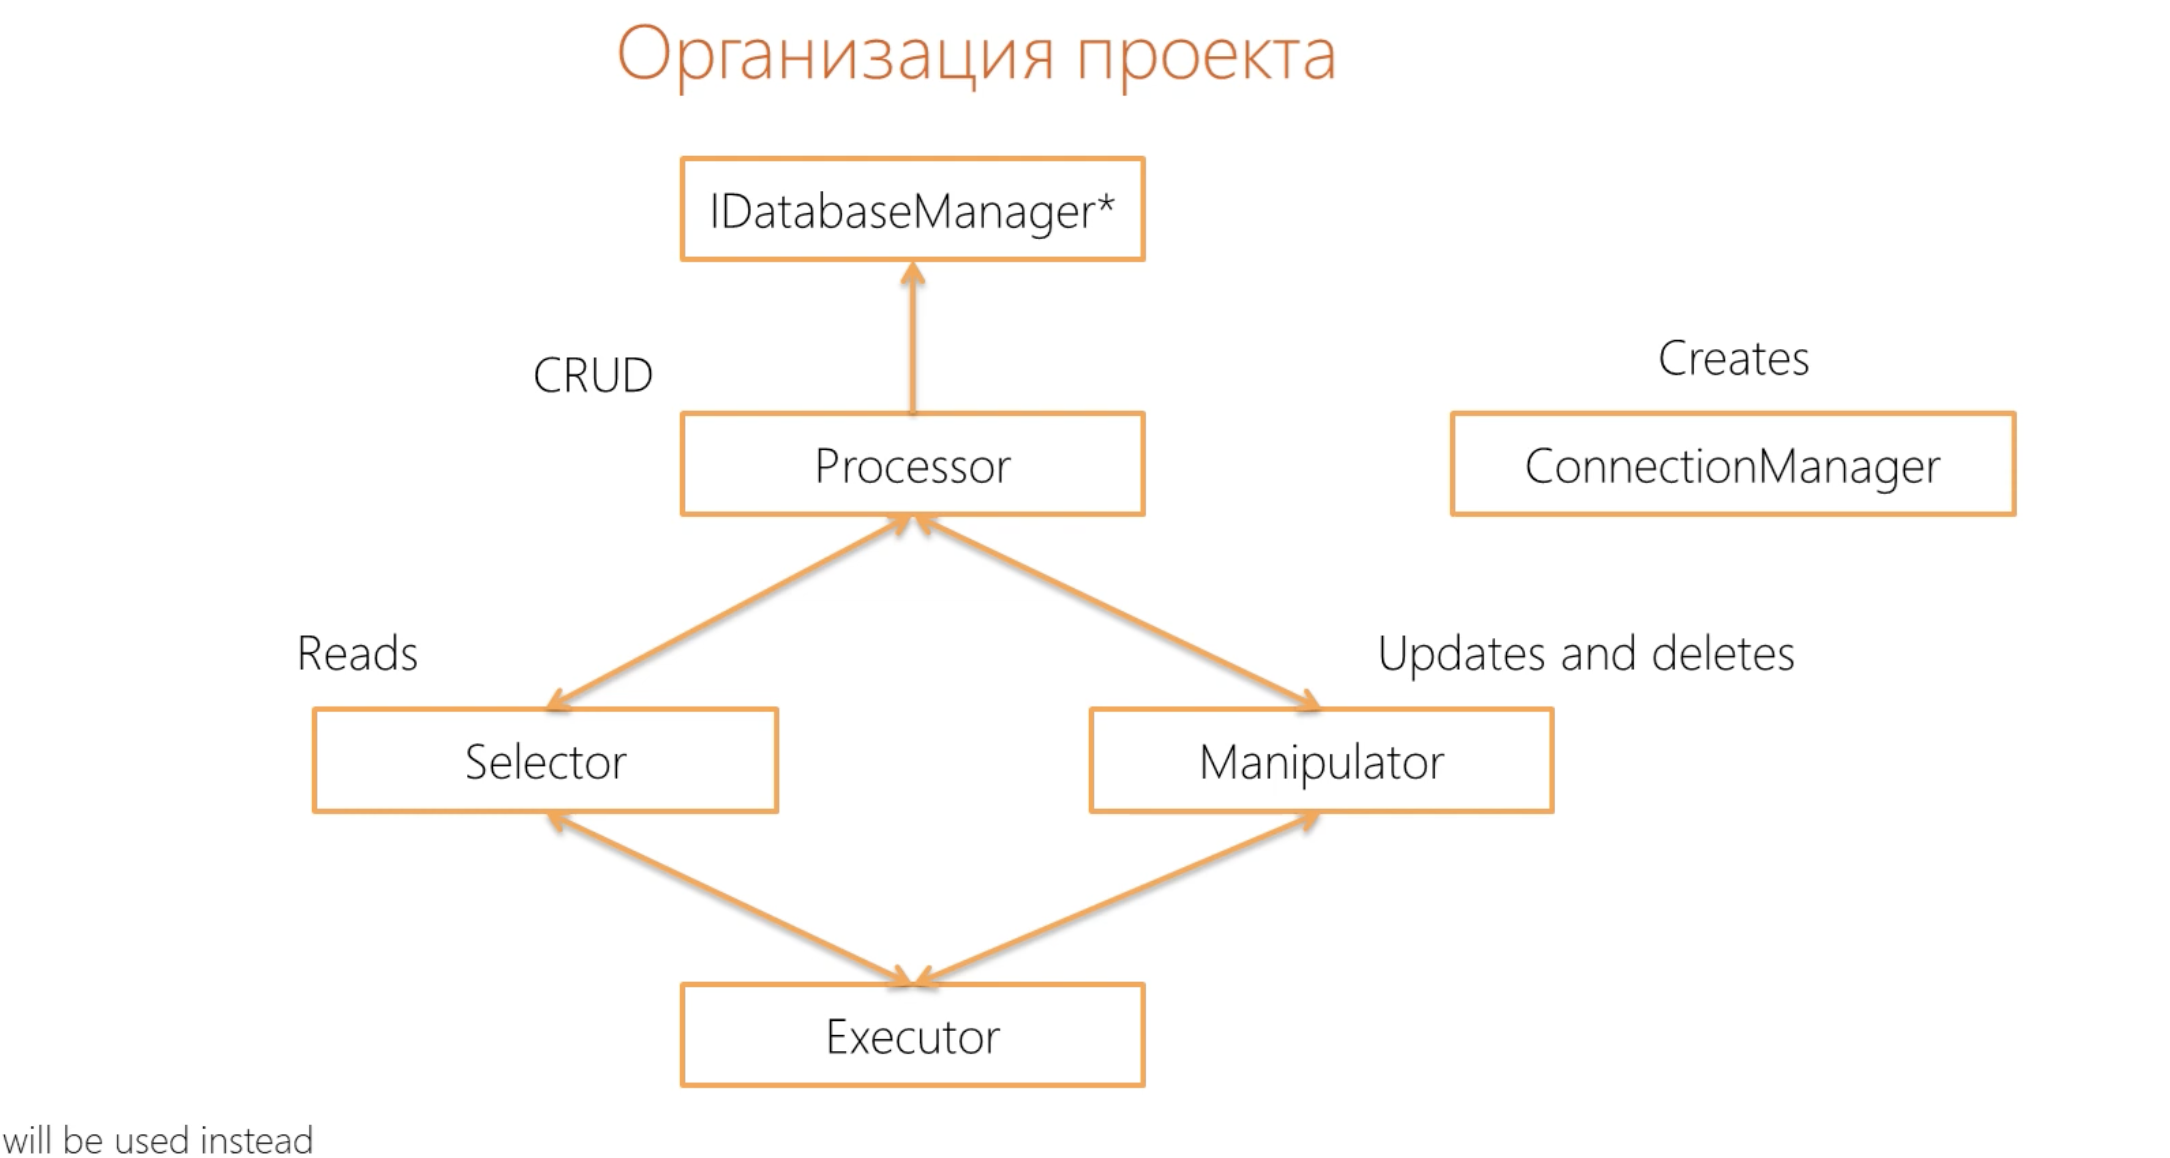 Организация проекта
IDatabaseManager*
CRUD
Creates
Processor
ConnectionManager
Reads
Updates and deletes
Selector
Manipulator
Executor
will be used instead